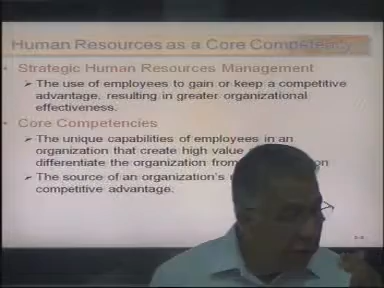 Human Resources as a Core Competency
• Strategic Human Resources Management
➢ The use of employees to gain or keep a competitive
advantage, resulting in greater organizational
effectiveness.
• Core Competencies
➢ The unique capabilities of employees in an
organization that create high value
differentiate the organization from
➢ The source of an organization's
competitive advantage.